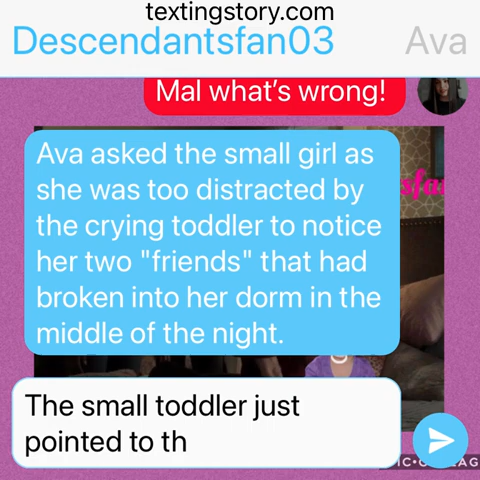 textingstory.com
Descendantsfan03 Ava
Mal what's wrong!
Ava asked the small girl as
she was too distracted by
the crying toddler to notice
her two "friends" that had
broken into her dorm in the
middle of the night.
The small toddler just
pointed to th